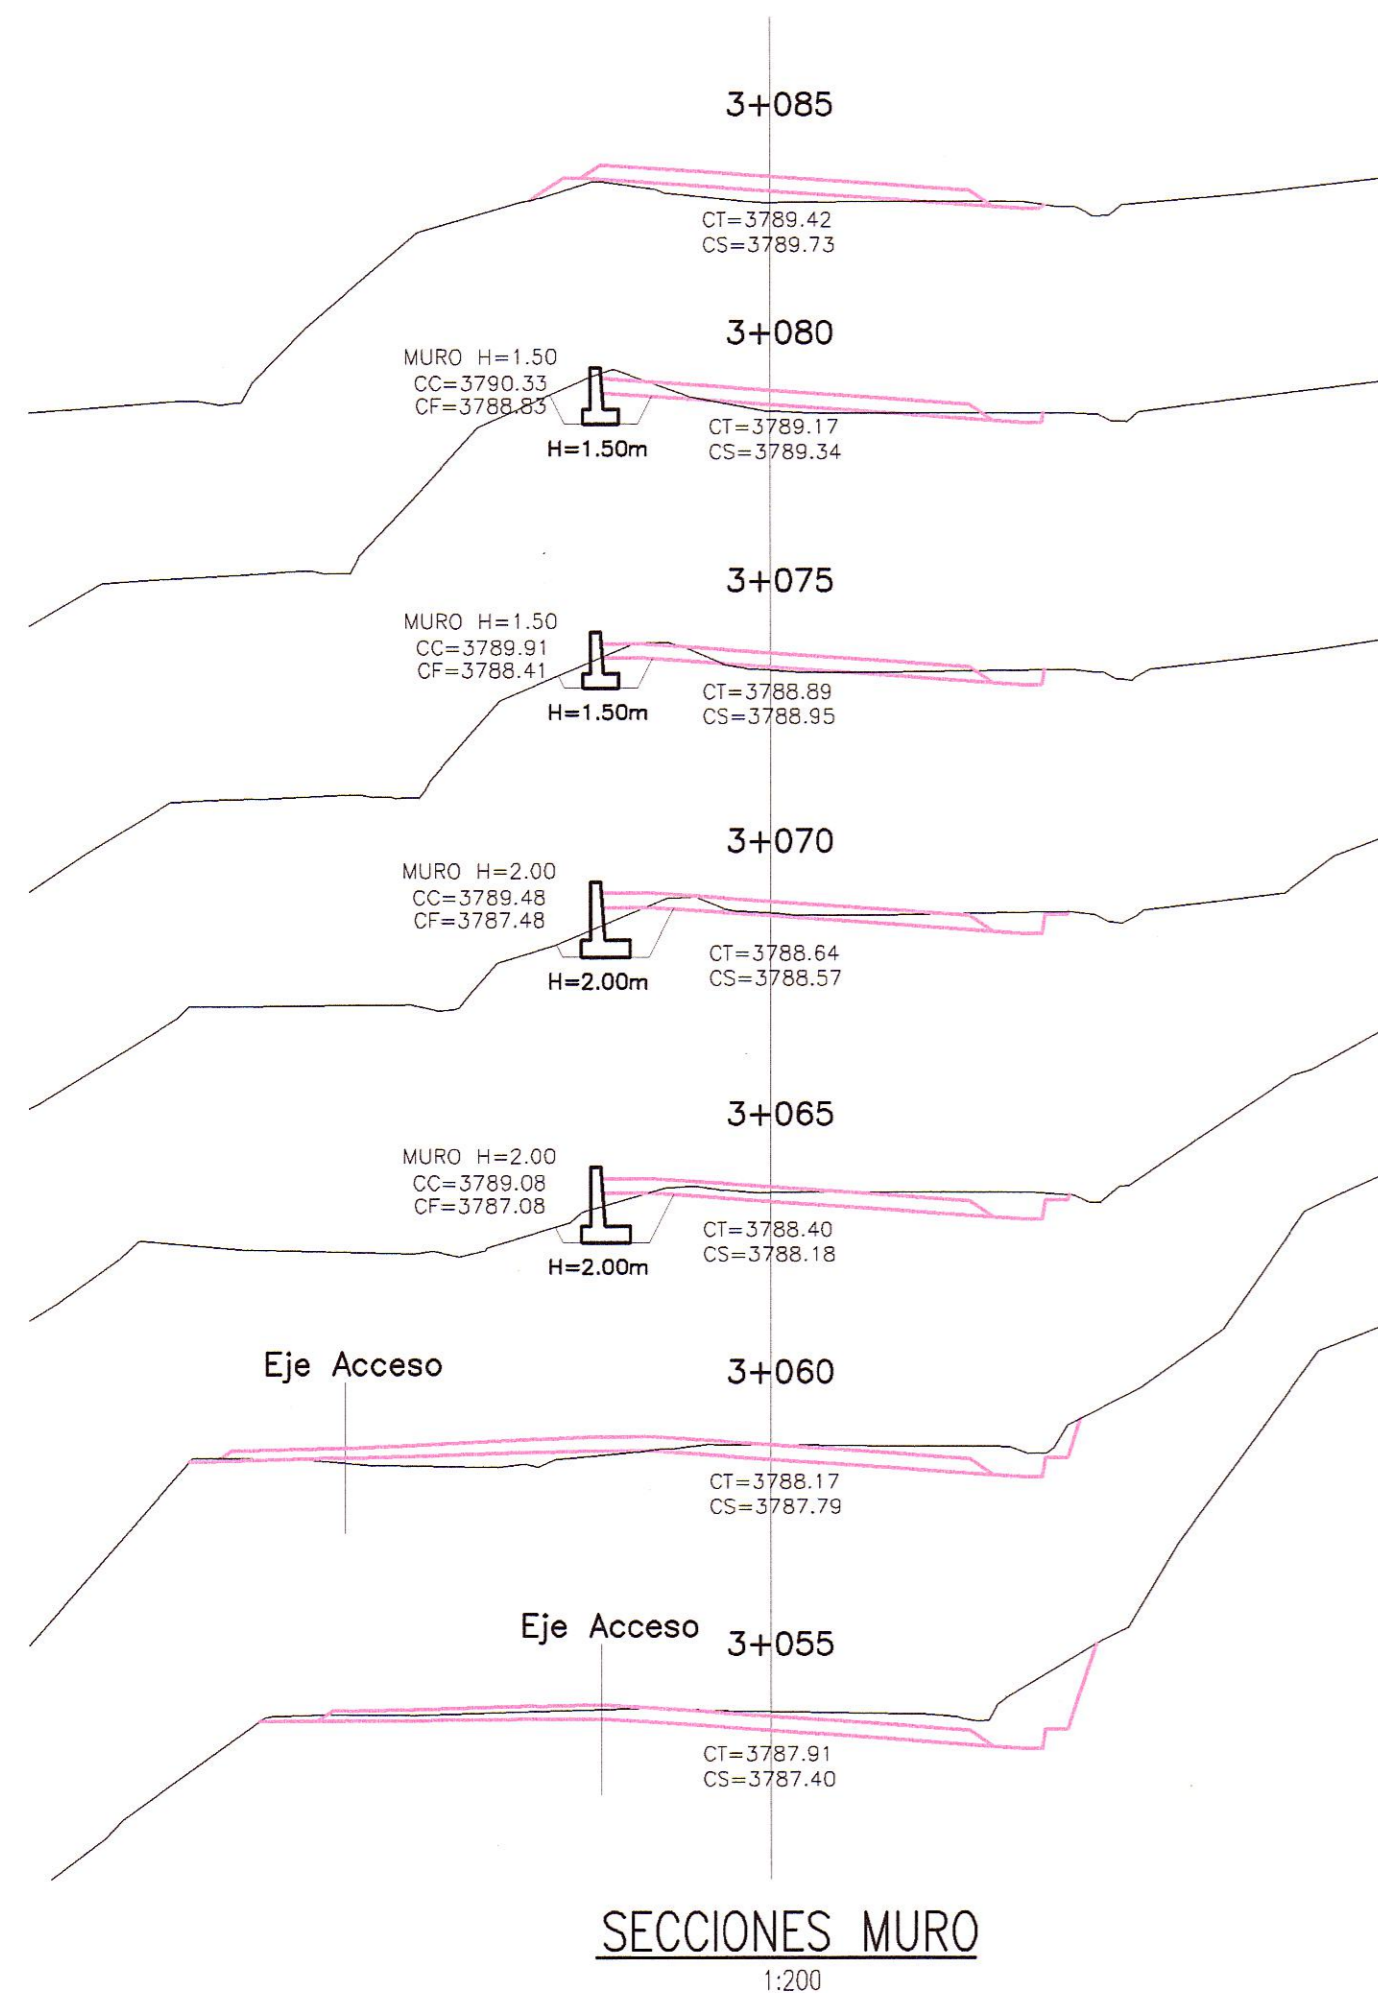 3+085
CT=3789.42
CS=3789.73
3+080
MURO H=1.50
CC=3790.33
CF=3788.83
H=1.50m
CT=3789.17
CS=3789.34
3+075
MURO H=1.50
CC=3789.91
CF=3788.41
H=1.50m
CT=3788.89
CS=3788.95
3+070
MURO H=2.00
CC=3789.48
CF=3787.48
H=2.00m
CT=3788.64
CS=3788.57
3+065
MURO H=2.00
CC=3789.08
CF=3787.08
H=2.00m
CT=3788.40
CS=3788.18
Eje Acceso
3+060
CT=3788.17
CS=3787.79
Eje Acceso
3+055
CT=3787.91
CS=3787.40
SECCIONES MURO
1:200